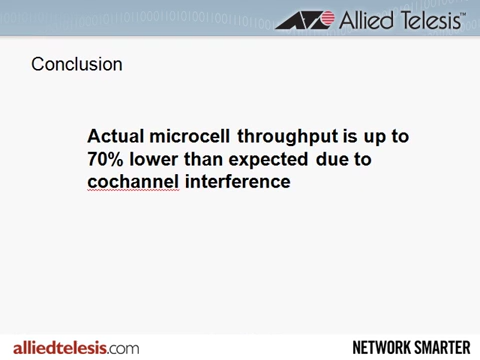 Allied Telesis™
Conclusion
Actual microcell throughput is up to
70% lower than expected due to
cochannel interference
alliedtelesis.com
NETWORK SMARTER